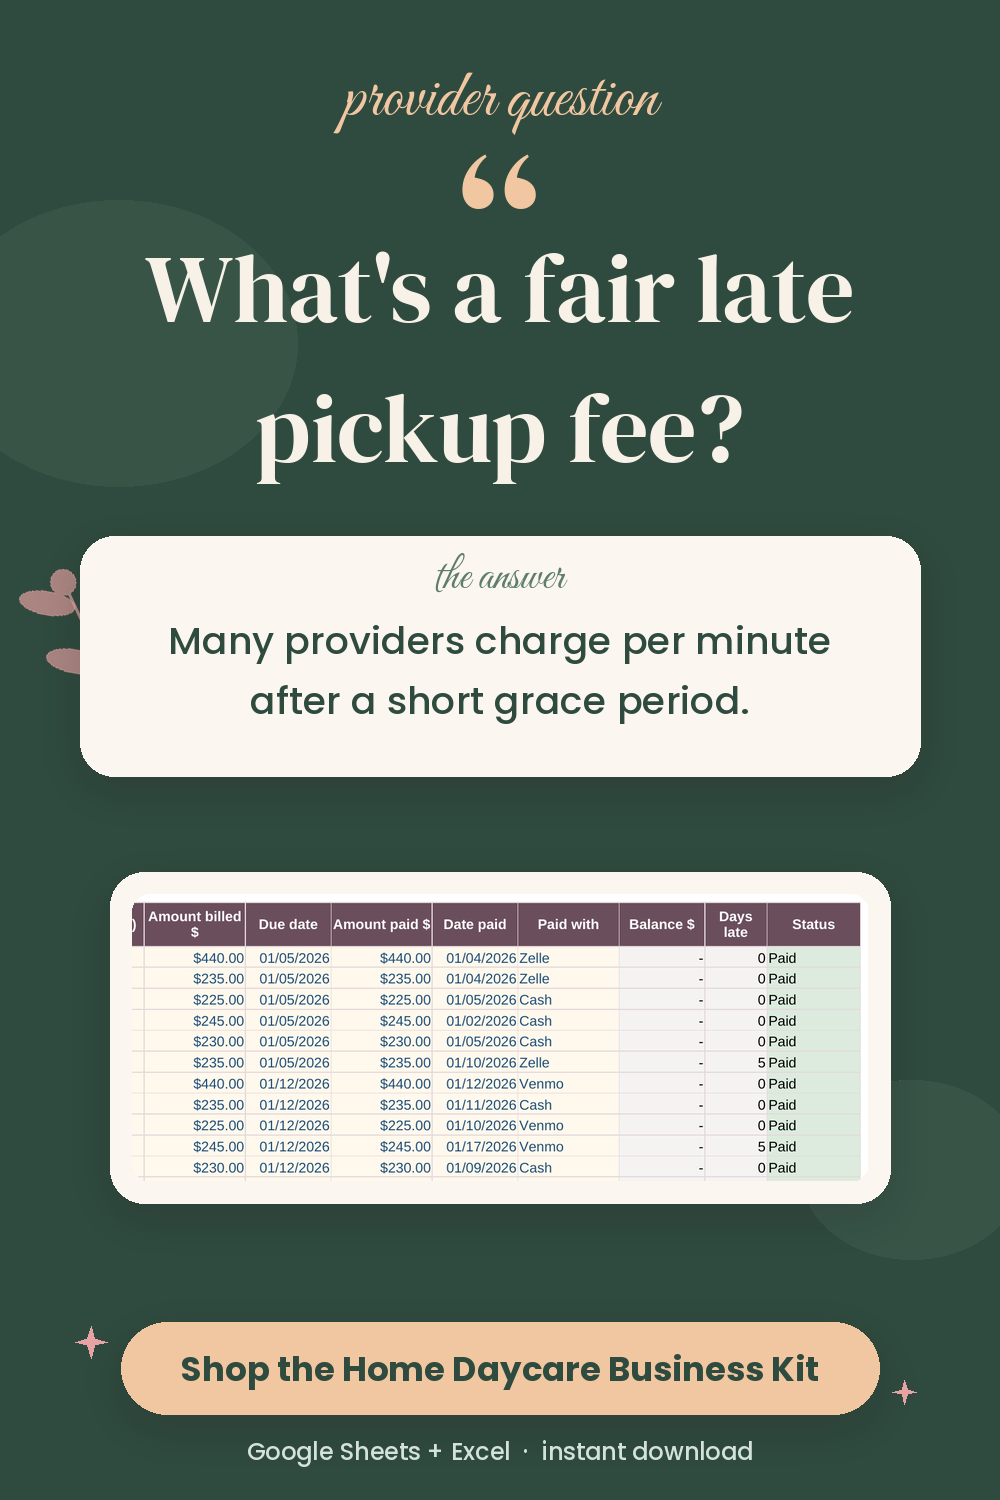 provider question
“
What's a fair late
pickup fee?
the answer
Many providers charge per minute
after a short grace period.
) Amount billed $ Due date Amount paid $ Date paid Paid with Balance $ Days late Status
$440.00 01/05/2026 $440.00 01/04/2026 Zelle - 0 Paid
$235.00 01/05/2026 $235.00 01/04/2026 Zelle - 0 Paid
$225.00 01/05/2026 $225.00 01/05/2026 Cash - 0 Paid
$245.00 01/05/2026 $245.00 01/02/2026 Cash - 0 Paid
$230.00 01/05/2026 $230.00 01/05/2026 Cash - 0 Paid
$235.00 01/05/2026 $235.00 01/10/2026 Zelle - 5 Paid
$440.00 01/12/2026 $440.00 01/12/2026 Venmo - 0 Paid
$235.00 01/12/2026 $235.00 01/11/2026 Cash - 0 Paid
$225.00 01/12/2026 $225.00 01/10/2026 Venmo - 0 Paid
$245.00 01/12/2026 $245.00 01/17/2026 Venmo - 5 Paid
$230.00 01/12/2026 $230.00 01/09/2026 Cash - 0 Paid
Shop the Home Daycare Business Kit
Google Sheets + Excel · instant download